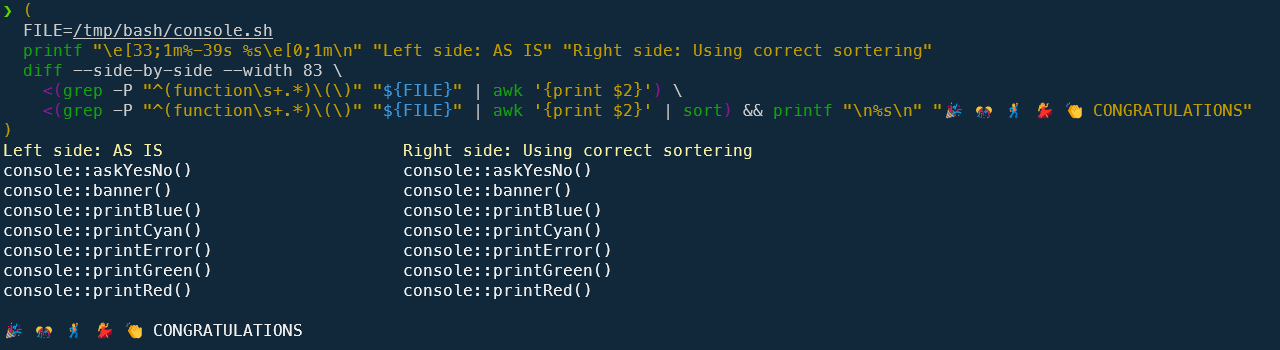 ❯ (
  FILE=/tmp/bash/console.sh
  printf "\e[33;1m%-39s %s\e[0;1m\n" "Left side: AS IS" "Right side: Using correct sortering"
  diff --side-by-side --width 83 \
    <(grep -P "^(function\s+.*)\(\)" "${FILE}" | awk '{print $2}') \
    <(grep -P "^(function\s+.*)\(\)" "${FILE}" | awk '{print $2}' | sort) && printf "\n%s\n" "🎉 🎊 🕺 💃 👏 CONGRATULATIONS"
)
Left side: AS IS                        Right side: Using correct sortering
console::askYesNo()                     console::askYesNo()
console::banner()                       console::banner()
console::printBlue()                    console::printBlue()
console::printCyan()                    console::printCyan()
console::printError()                   console::printError()
console::printGreen()                   console::printGreen()
console::printRed()                     console::printRed()

🎉 🎊 🕺 💃 👏 CONGRATULATIONS